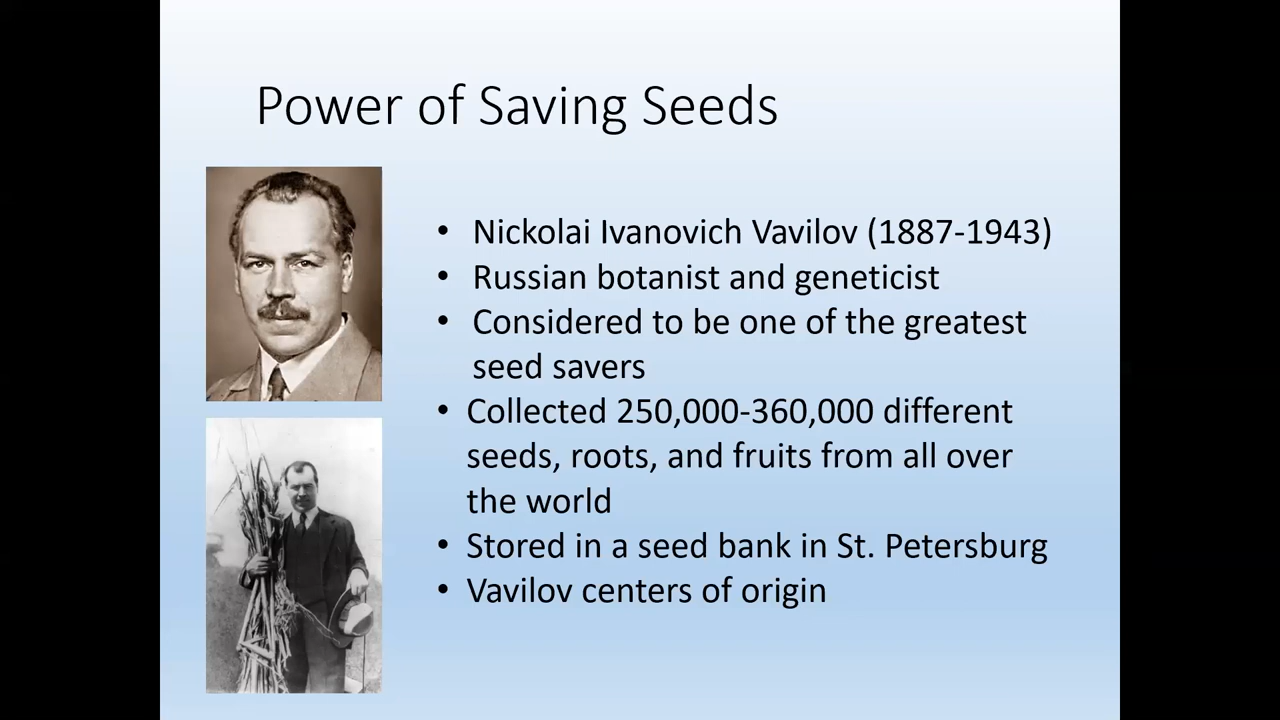 Power of Saving Seeds
• Nickolai Ivanovich Vavilov (1887-1943)
• Russian botanist and geneticist
• Considered to be one of the greatest
seed savers
• Collected 250,000-360,000 different
seeds, roots, and fruits from all over
the world
• Stored in a seed bank in St. Petersburg
• Vavilov centers of origin